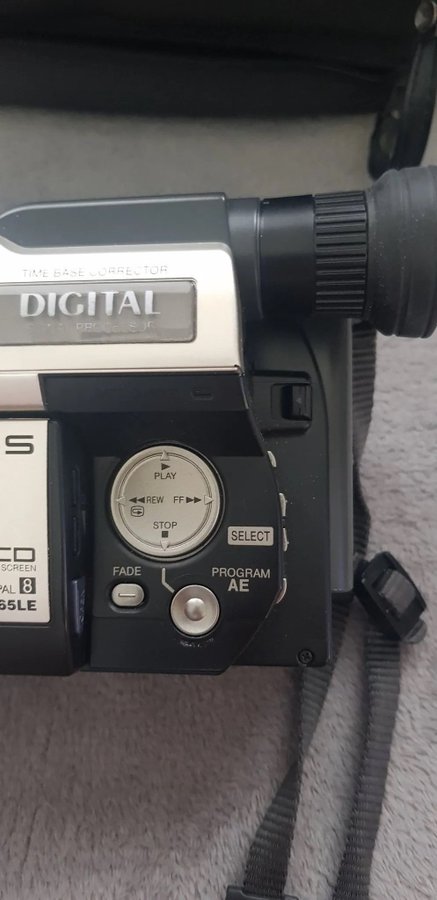 TIME BASE CORRECTOR
DIGITAL
S
PLAY
REW FF
STOP
SELECT
CD
SCREEN
PAL 8
65LE
FADE
PROGRAM
AE